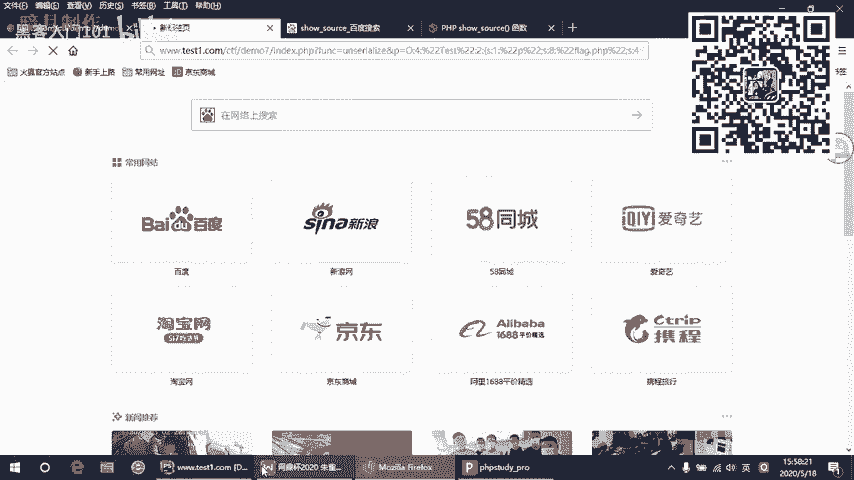 文件(F) 编辑(E) 查看(V) 历史(S) 书签(B) 工具(T) 帮助(H)
新标签页 show_source_百度搜索 PHP show_source() 函数
www.test1.com/ctf/demo7/index.php?func=unserialize&p=O:4:%22Test%22:2:{s:1:%22p%22;s:8:%22flag.php%22;s:4
火狐官方站点 新手上路 常用网址 京东商城
在网络上搜索
常用网站
Bai 百度 sina新浪 58同城 QIY 爱奇艺
百度 新浪网 58同城 爱奇艺
淘宝网 京东 Alibaba Ctrip
1688平价精选 携程
淘宝网 京东商城 阿里1688平价精选 携程旅行
新闻推荐
www.test1.com [D... 网鼎杯2020 朱雀... Mozilla Firefox phpstudy_pro
英
15:58:21
2020/5/18